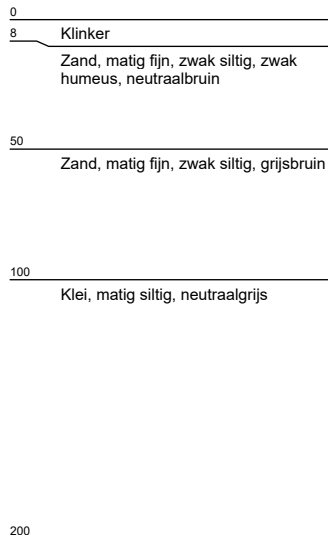 0
8
Klinker
Zand, matig fijn, zwak siltig, zwak
humeus, neutraalbruin
50
Zand, matig fijn, zwak siltig, grijsbruin
100
Klei, matig siltig, neutraalgrijs
200